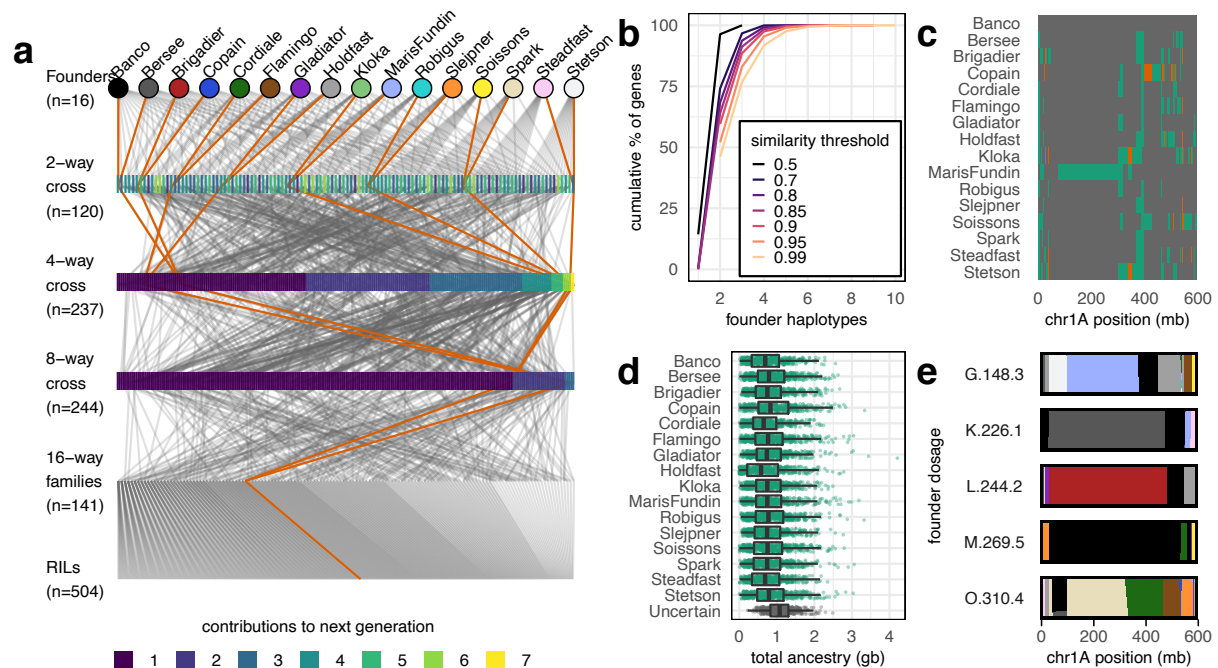 a
Founders
(n=16)
Banco
Bersee
Brigadier
Copain
Cordiale
Flamingo
Gladiator
Holdfast
Kloka
MarisFundin
Robigus
Slejpner
Soissons
Spark
Steadfast
Stetson
2−way
cross
(n=120)
4−way
cross
(n=237)
8−way
cross
(n=244)
16−way
families
(n=141)
RILs
(n=504)
contributions to next generation
1 2 3 4 5 6 7
b
cumulative % of genes
100
75
50
25
0
similarity threshold
0.5
0.7
0.8
0.85
0.9
0.95
0.99
2 4 6 8 10
founder haplotypes
c
Banco
Bersee
Brigadier
Copain
Cordiale
Flamingo
Gladiator
Holdfast
Kloka
MarisFundin
Robigus
Slejpner
Soissons
Spark
Steadfast
Stetson
0 200 400 600
chr1A position (mb)
d
Banco
Bersee
Brigadier
Copain
Cordiale
Flamingo
Gladiator
Holdfast
Kloka
MarisFundin
Robigus
Slejpner
Soissons
Spark
Steadfast
Stetson
Uncertain
0 1 2 3 4
total ancestry (gb)
e
founder dosage
G.148.3
K.226.1
L.244.2
M.269.5
O.310.4
0 200 400 600
chr1A position (mb)